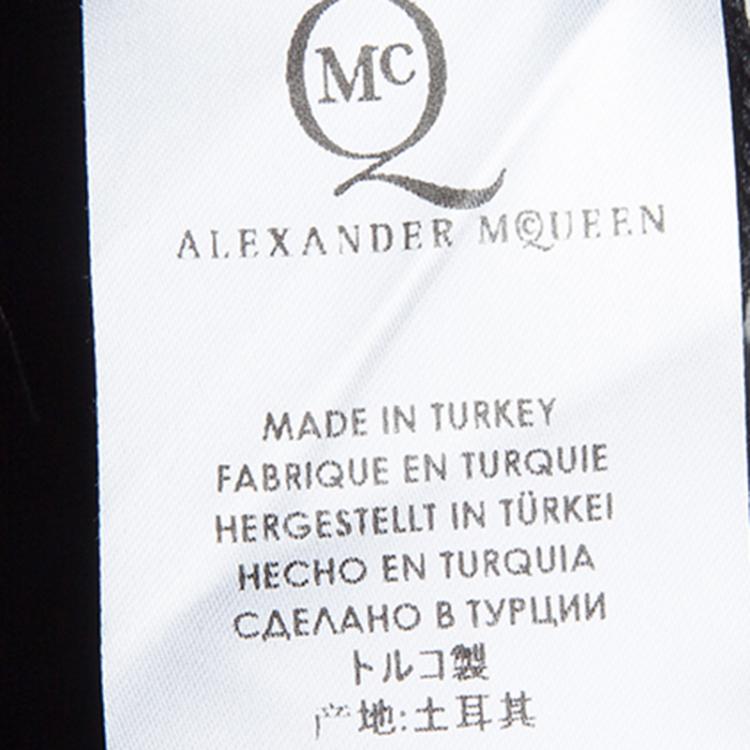 McQ
ALEXANDER MCQUEEN
MADE IN TURKEY
FABRIQUE EN TURQUIE
HERGESTELLT IN TÜRKEI
HECHO EN TURQUIA
СДЕЛАНО В ТУРЦИИ
トルコ製
产地:土耳其